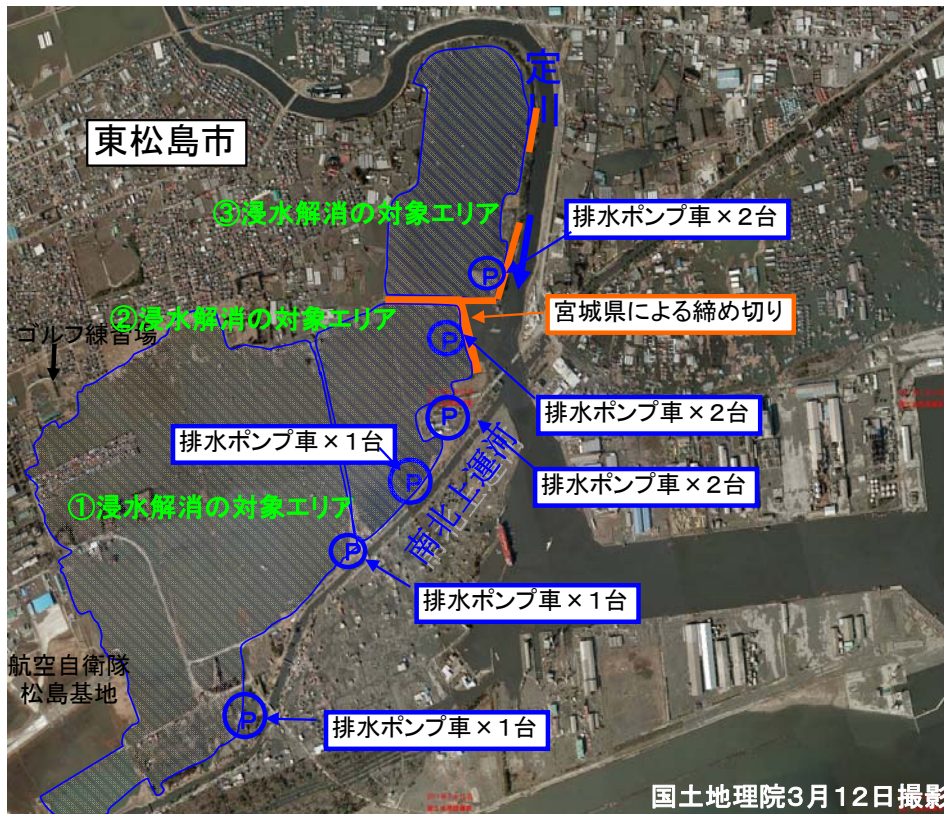 定川
東松島市
③浸水解消の対象エリア
排水ポンプ車×２台
P
②浸水解消の対象エリア
宮城県による締め切り
ゴルフ練習場
P
排水ポンプ車×２台
P
排水ポンプ車×１台
南北上運河
排水ポンプ車×２台
P
①浸水解消の対象エリア
P
排水ポンプ車×１台
航空自衛隊
松島基地
P
排水ポンプ車×１台
国土地理院３月１２日撮影